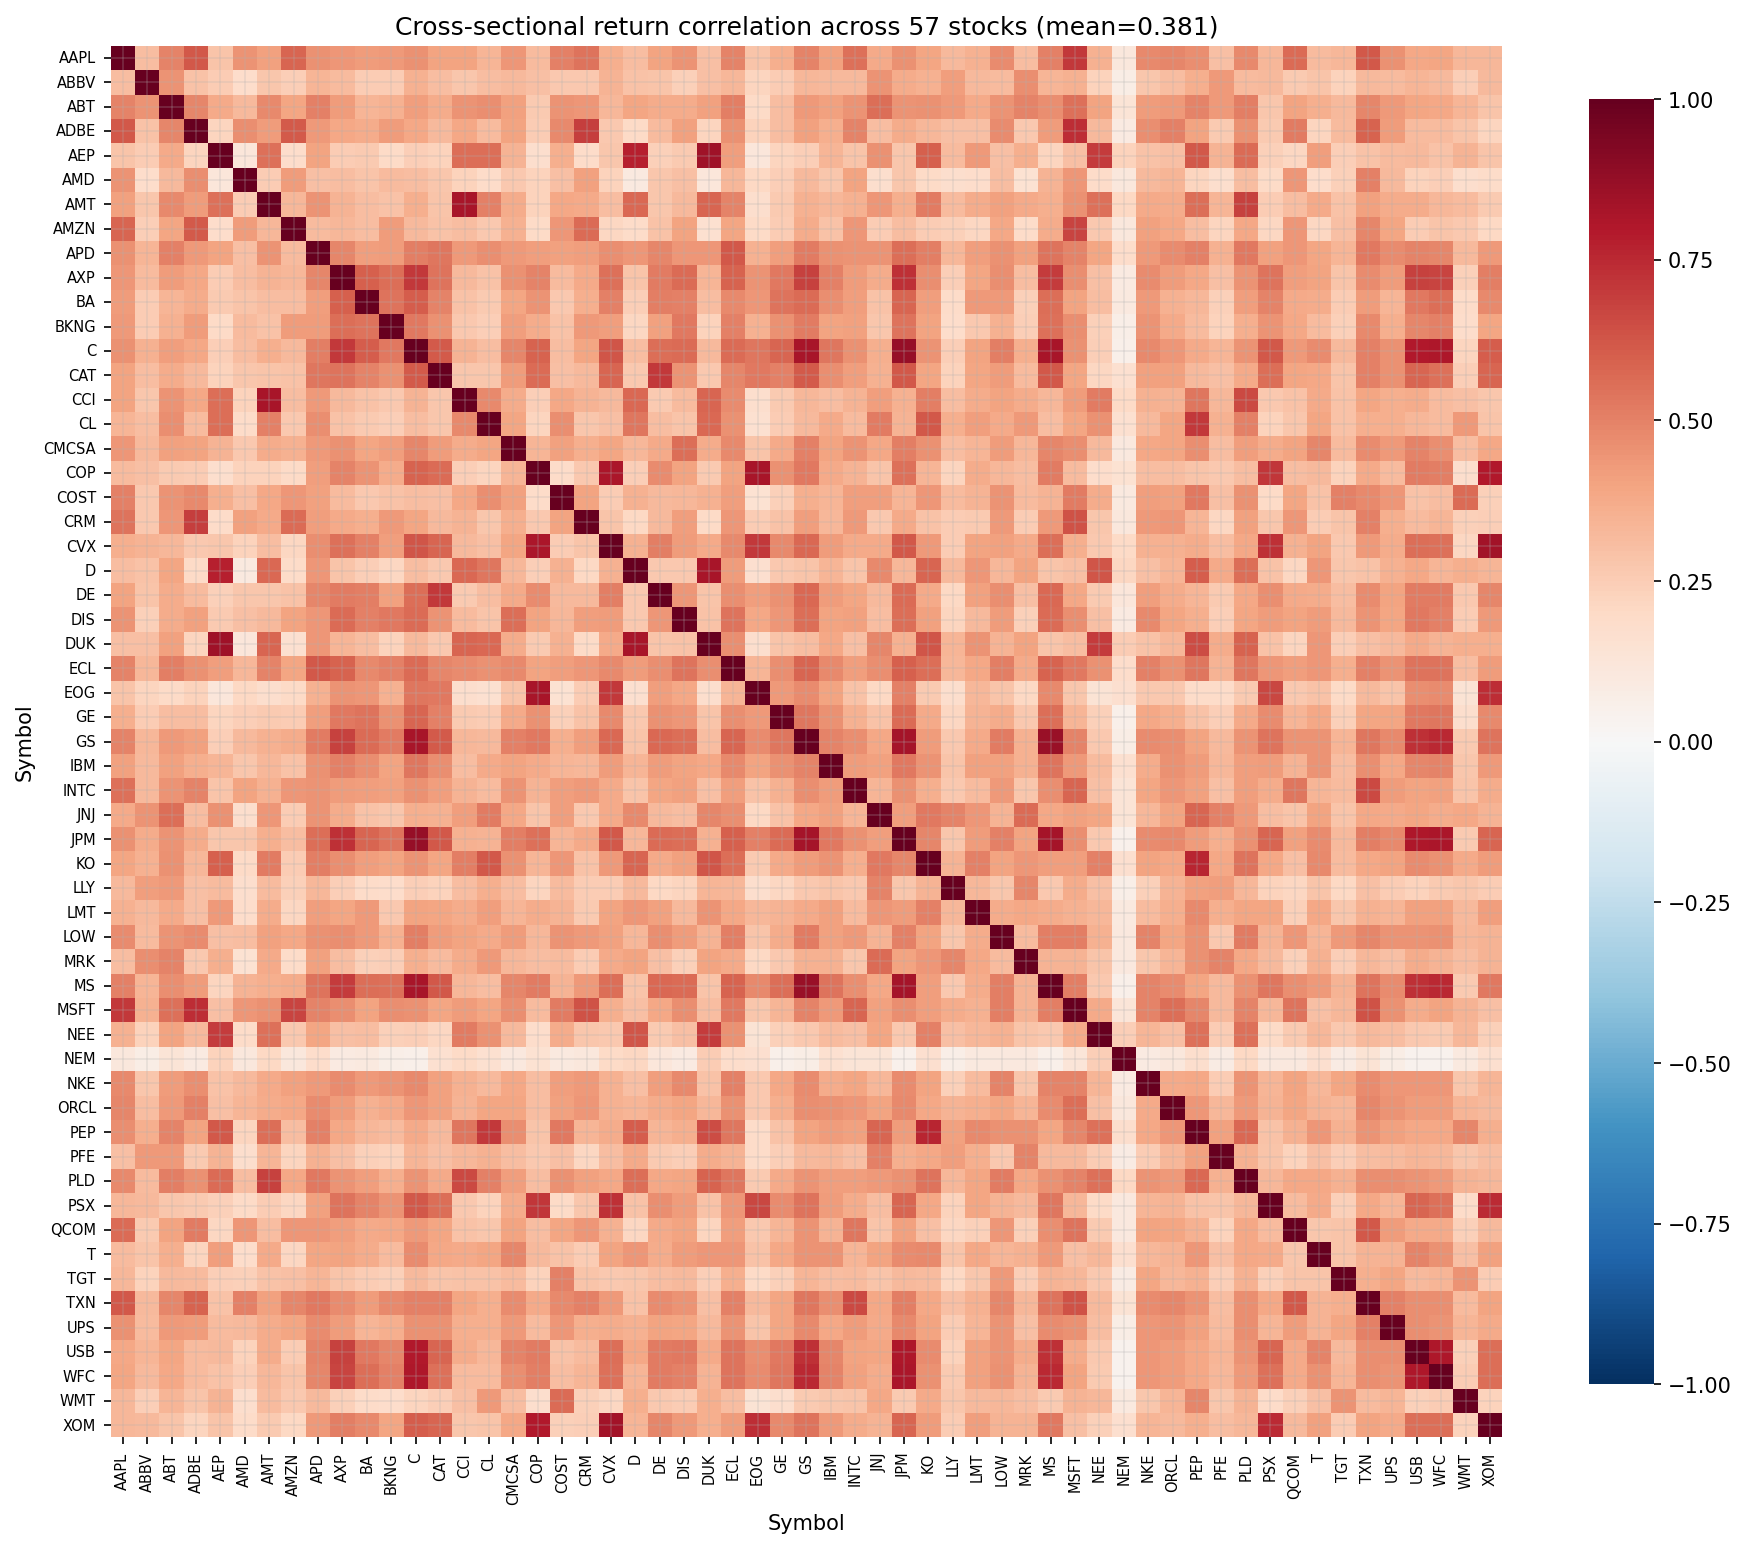 Cross-sectional return correlation across 57 stocks (mean=0.381)
AAPL
ABBV
ABT
ADBE
AEP
AMD
AMT
AMZN
APD
AXP
BA
BKNG
C
CAT
CCI
CL
CMCSA
COP
COST
CRM
CVX
D
DE
DIS
DUK
ECL
EOG
GE
GS
IBM
INTC
JNJ
JPM
KO
LLY
LMT
LOW
MRK
MS
MSFT
NEE
NEM
NKE
ORCL
PEP
PFE
PLD
PSX
QCOM
T
TGT
TXN
UPS
USB
WFC
WMT
XOM
Symbol
AAPL ABBV ABT ADBE AEP AMD AMT AMZN APD AXP BA BKNG C CAT CCI CL CMCSA COP COST CRM CVX D DE DIS DUK ECL EOG GE GS IBM INTC JNJ JPM KO LLY LMT LOW MRK MS MSFT NEE NEM NKE ORCL PEP PFE PLD PSX QCOM T TGT TXN UPS USB WFC WMT XOM
Symbol
1.00
0.75
0.50
0.25
0.00
−0.25
−0.50
−0.75
−1.00